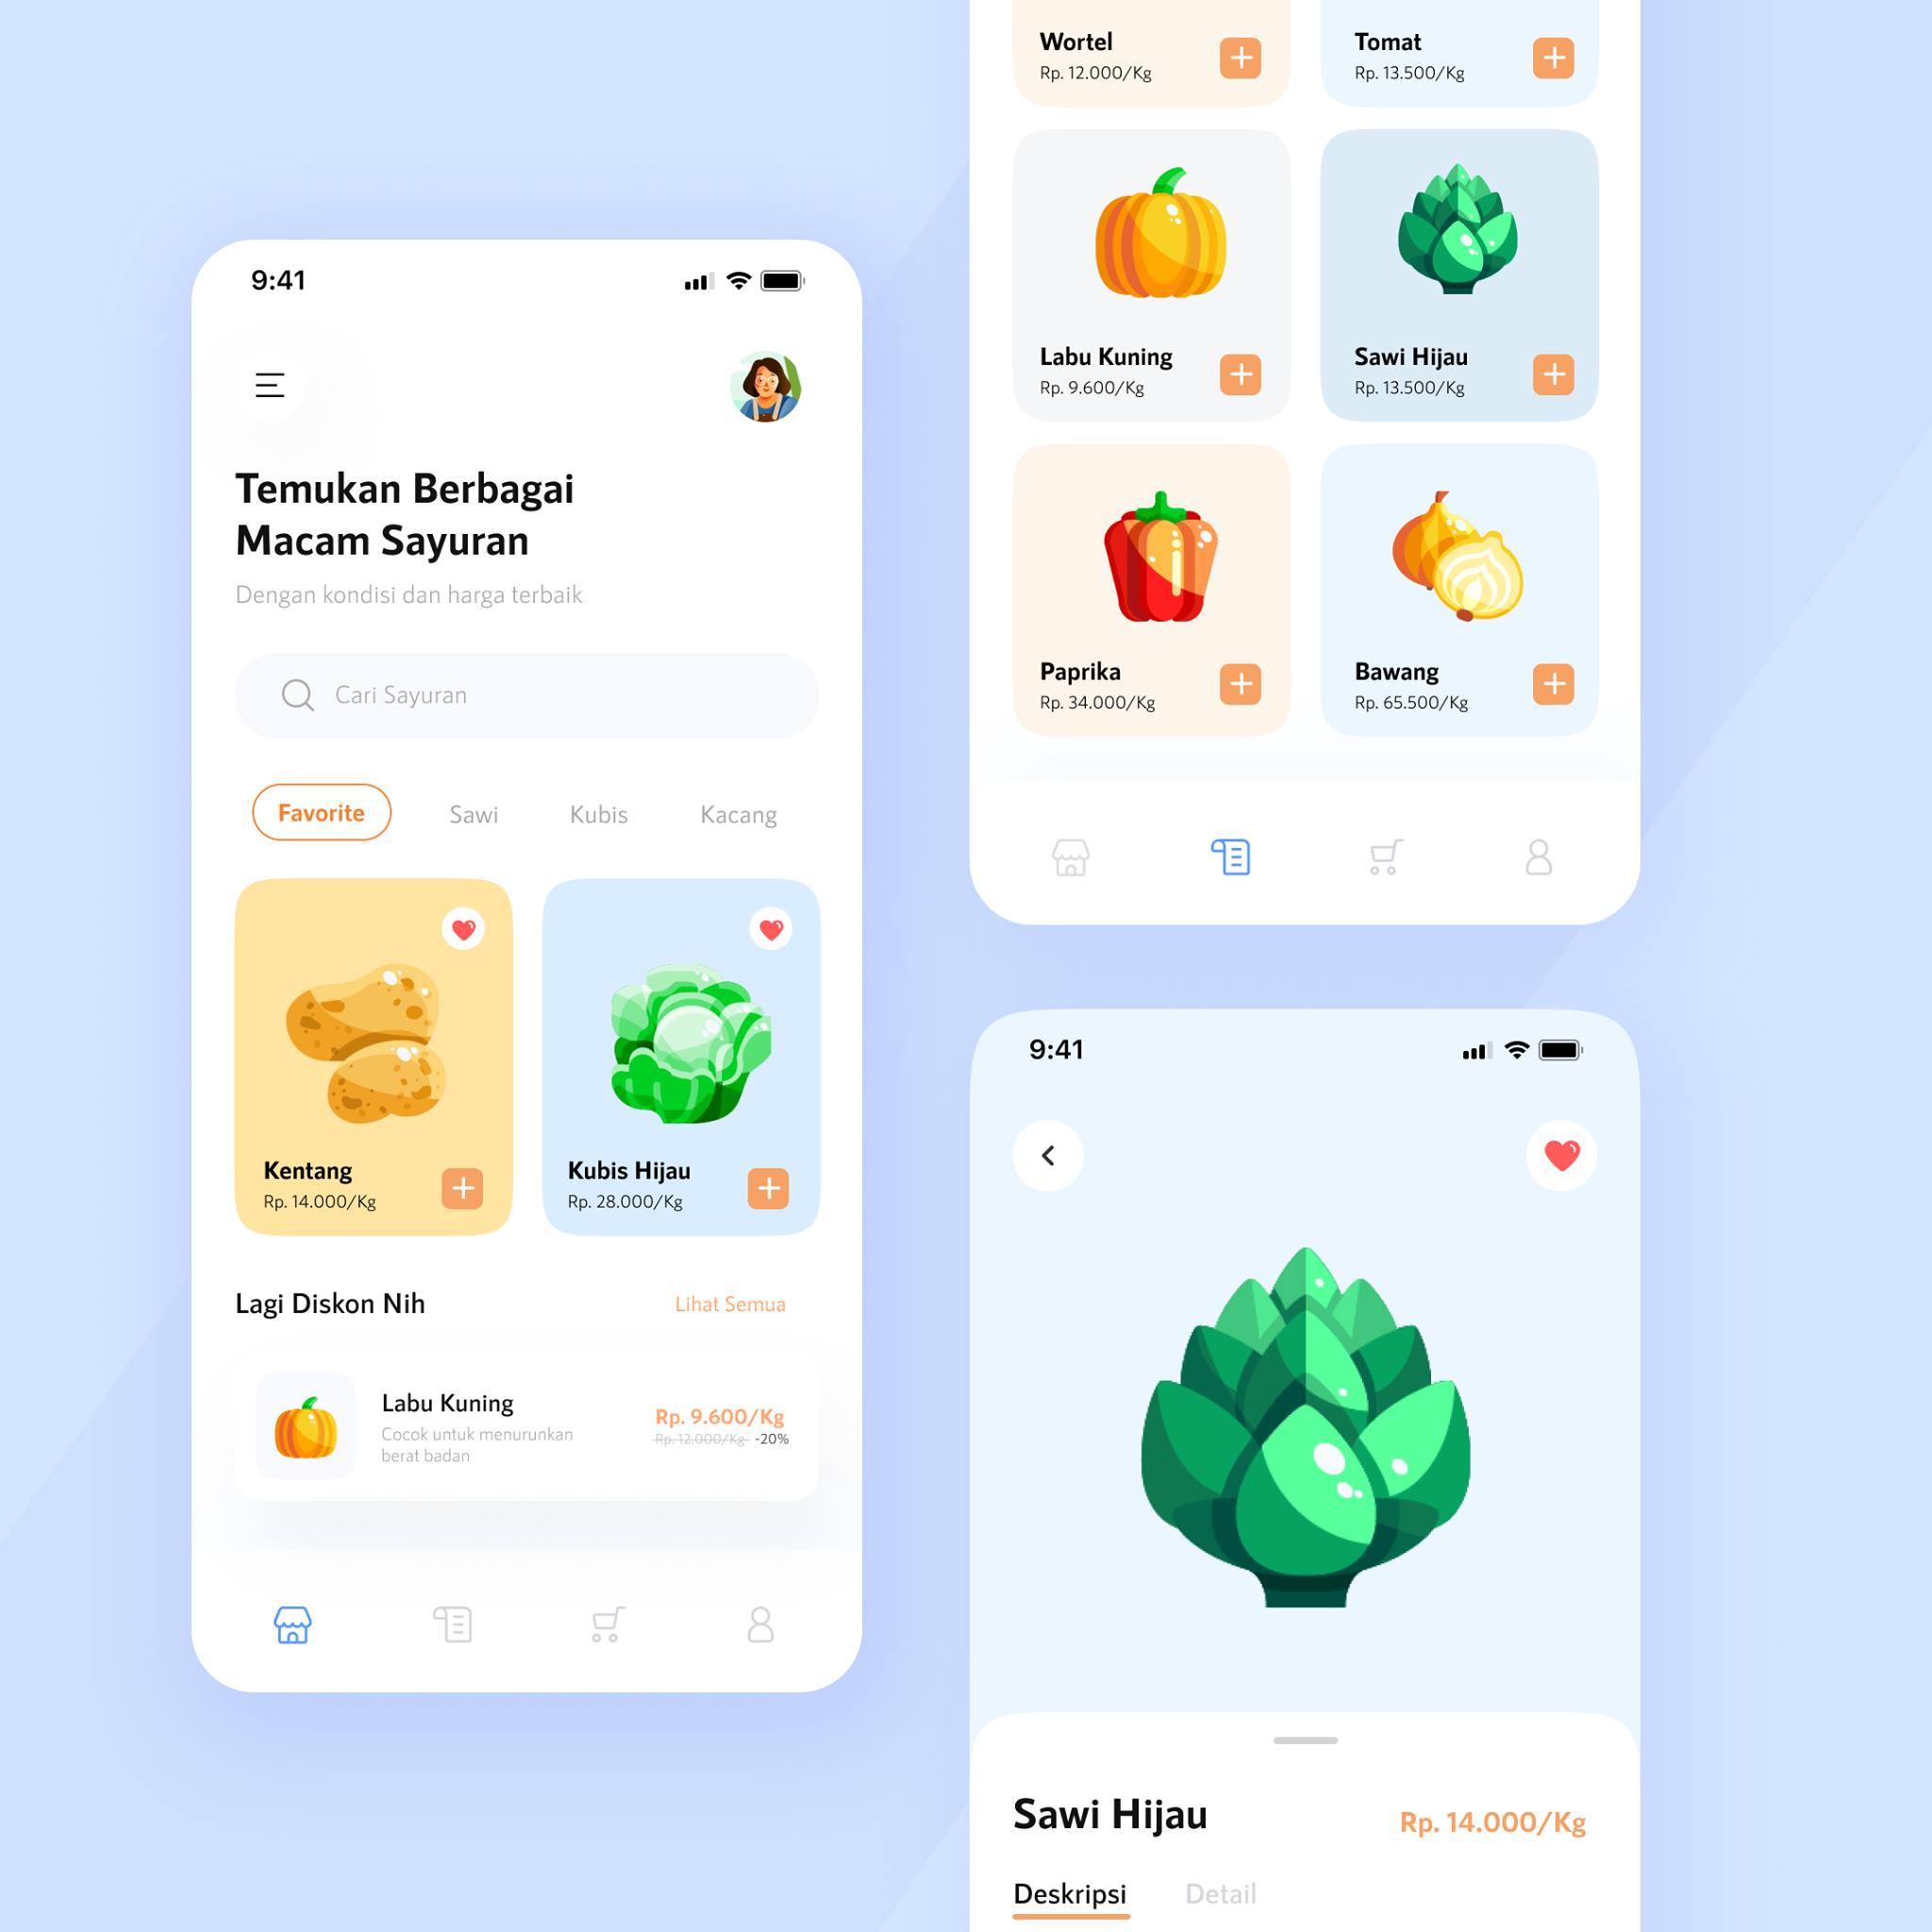 9:41
Temukan Berbagai
Macam Sayuran
Dengan kondisi dan harga terbaik
Cari Sayuran
Favorite Sawi Kubis Kacang
Kentang
Rp. 14.000/Kg
Kubis Hijau
Rp. 28.000/Kg
Lagi Diskon Nih Lihat Semua
Labu Kuning
Cocok untuk menurunkan
berat badan
Rp. 9.600/Kg
Rp. 12.000/Kg -20%
Wortel
Rp. 12.000/Kg
Tomat
Rp. 13.500/Kg
Labu Kuning
Rp. 9.600/Kg
Sawi Hijau
Rp. 13.500/Kg
Paprika
Rp. 34.000/Kg
Bawang
Rp. 65.500/Kg
9:41
Sawi Hijau Rp. 14.000/Kg
Deskripsi Detail